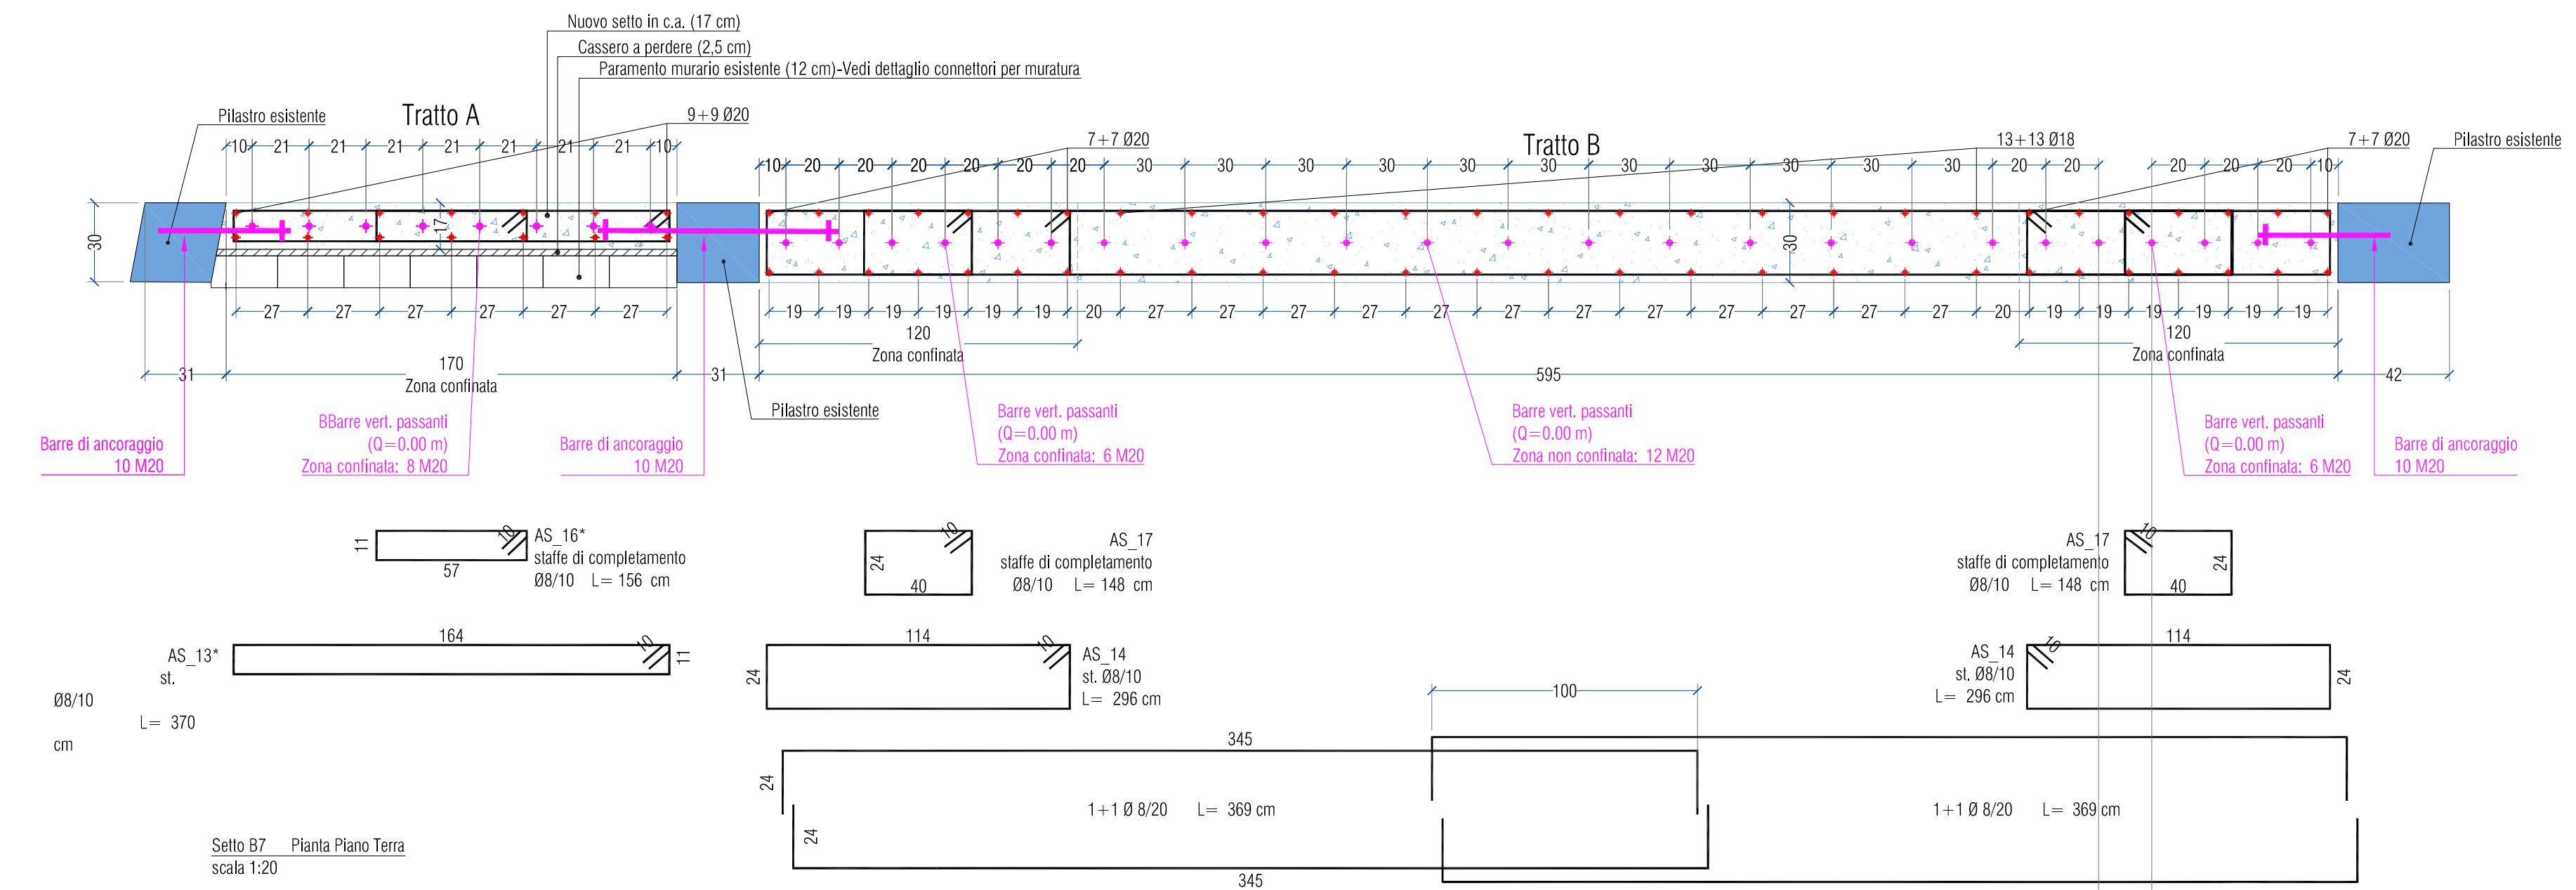 Nuovo setto in c.a. (17 cm)
Cassero a perdere (2,5 cm)
Paramento murario esistente (12 cm)-Vedi dettaglio connettori per muratura
Pilastro esistente
Tratto A
9+9 Ø20
7+7 Ø20
Tratto B
13+13 Ø18
7+7 Ø20
Pilastro esistente
10 21 21 21 21 21 21 21 10
10 20 20 20 20 20 20 30 30 30 30 30 30 30 30 30 30 30 20 20 20 20 20 10
30
17
30
27 27 27 27 27 27
19 19 19 19 19 19 20 27 27 27 27 27 27 27 27 27 27 27 27 20 19 19 19 19 19 19
120
Zona confinata
120
Zona confinata
31
170
Zona confinata
31
595
42
Pilastro esistente
Barre di ancoraggio
10 M20
BBarre vert. passanti
(Q=0.00 m)
Zona confinata: 8 M20
Barre di ancoraggio
10 M20
Barre vert. passanti
(Q=0.00 m)
Zona confinata: 6 M20
Barre vert. passanti
(Q=0.00 m)
Zona non confinata: 12 M20
Barre vert. passanti
(Q=0.00 m)
Zona confinata: 6 M20
Barre di ancoraggio
10 M20
11
57
10
AS_16*
staffe di completamento
Ø8/10 L= 156 cm
24
40
10
AS_17
staffe di completamento
Ø8/10 L= 148 cm
AS_17
staffe di completamento
Ø8/10 L= 148 cm
10
40
24
AS_13*
st.
Ø8/10
L= 370
cm
164
10
11
24
114
10
AS_14
st. Ø8/10
L= 296 cm
AS_14
st. Ø8/10
L= 296 cm
10
114
24
100
345
24
1+1 Ø 8/20 L= 369 cm
1+1 Ø 8/20 L= 369 cm
24
345
Setto B7 Pianta Piano Terra
scala 1:20